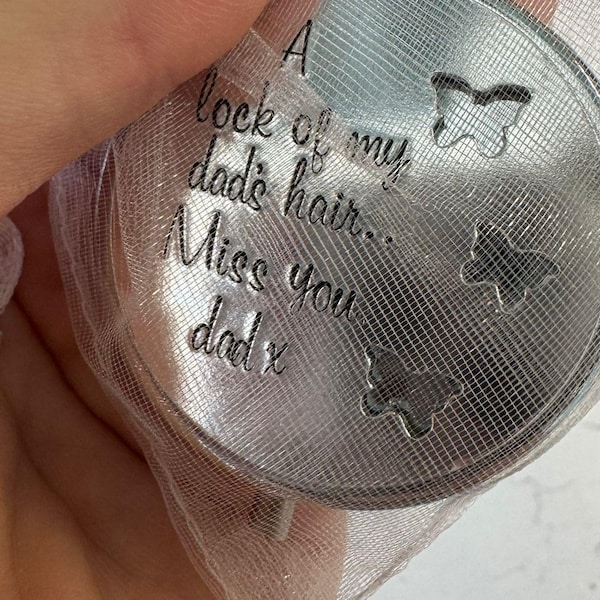 A
lock of my
dad's hair...
Miss you
dad x